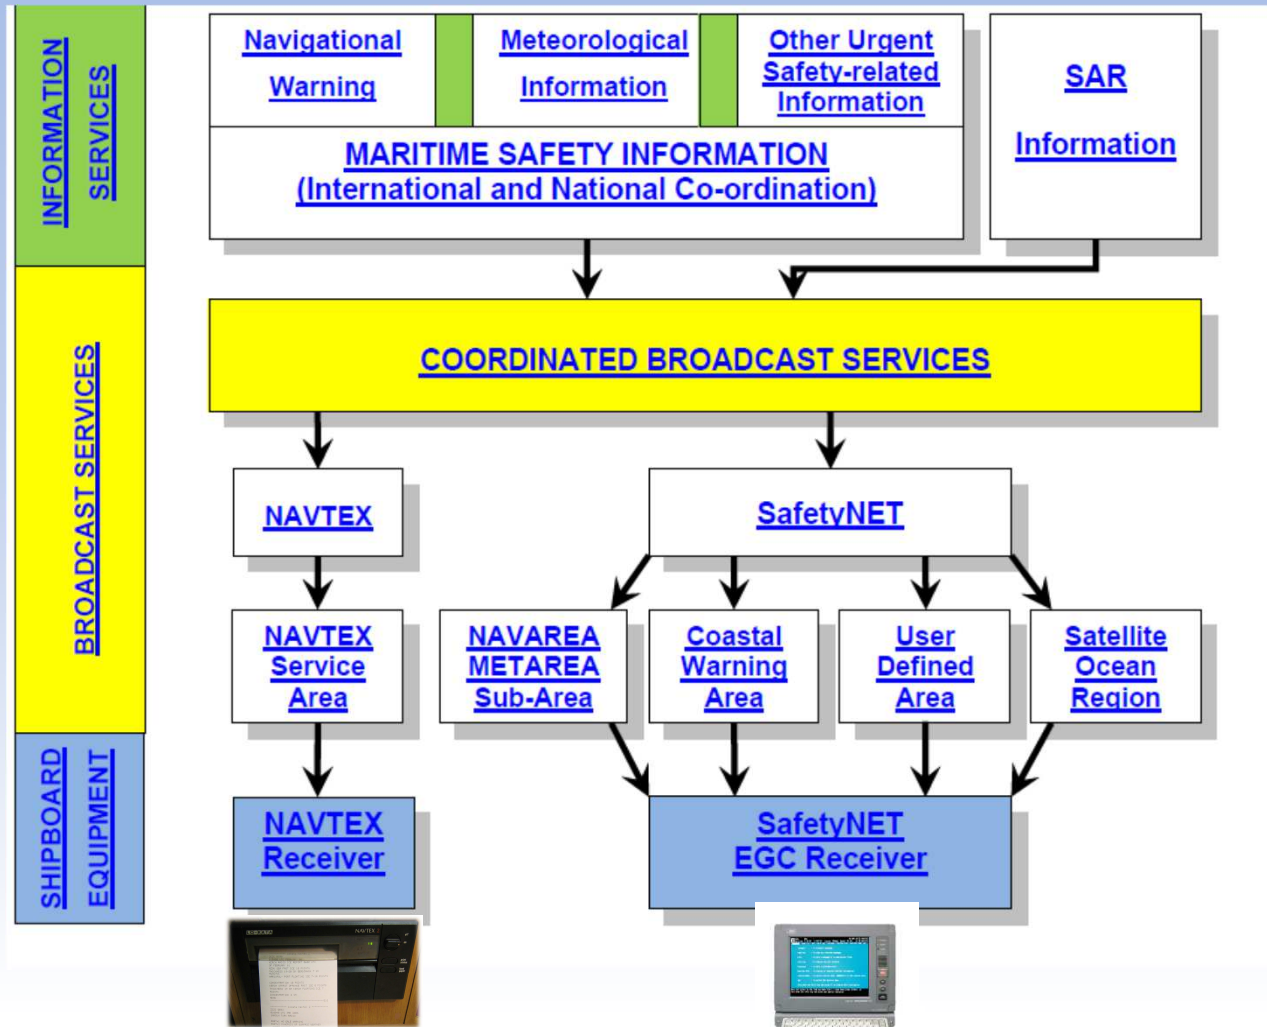 INFORMATION
SERVICES
Navigational
Warning
Meteorological
Information
Other Urgent
Safety-related
Information
SAR
Information
MARITIME SAFETY INFORMATION
(International and National Co-ordination)
BROADCAST SERVICES
COORDINATED BROADCAST SERVICES
NAVTEX
SafetyNET
NAVTEX
Service
Area
NAVAREA
METAREA
Sub-Area
Coastal
Warning
Area
User
Defined
Area
Satellite
Ocean
Region
SHIPBOARD
EQUIPMENT
NAVTEX
Receiver
SafetyNET
EGC Receiver
NAVTEX